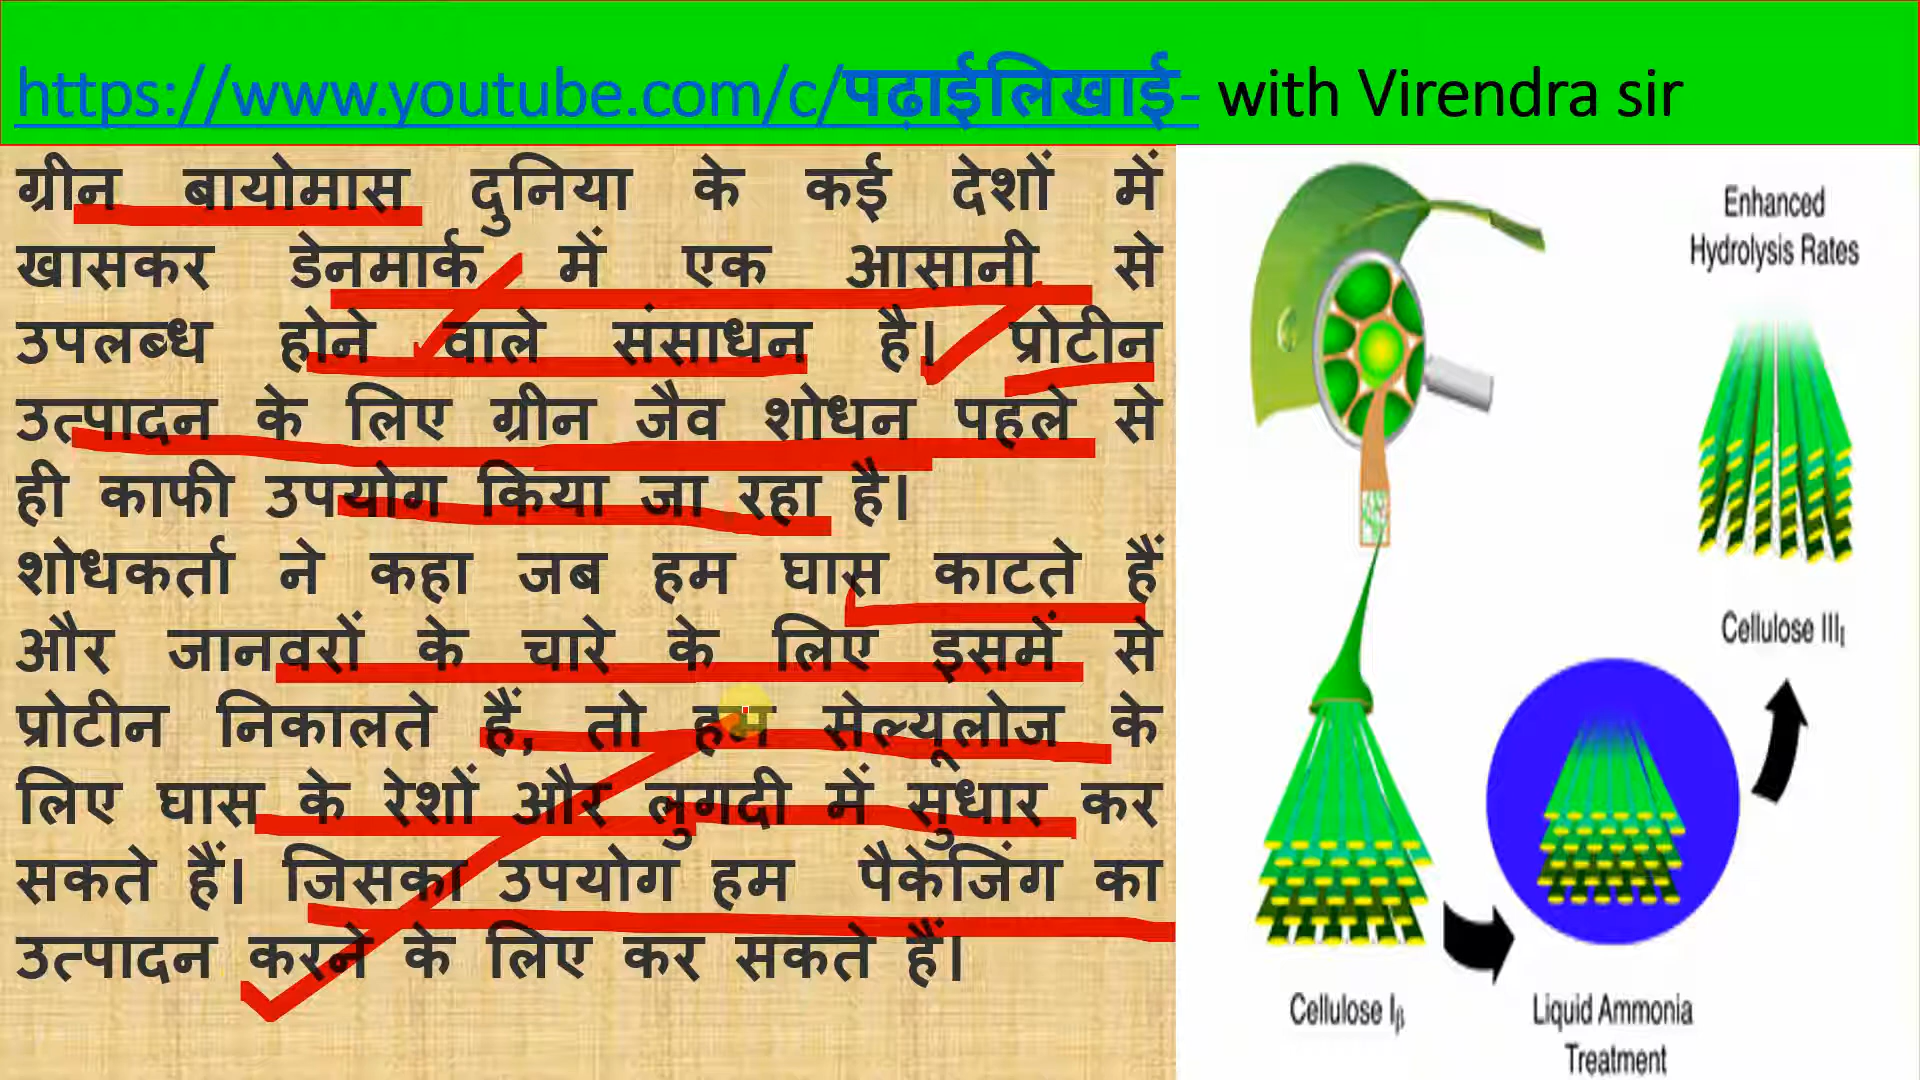 https://www.youtube.com/c/पढ़ाईलिखाई- with Virendra sir
ग्रीन बायोमास दुनिया के कई देशों में
खासकर डेनमार्क में एक आसानी से
उपलब्ध होने वाले संसाधन है। प्रोटीन
उत्पादन के लिए ग्रीन जैव शोधन पहले से
ही काफी उपयोग किया जा रहा है।
शोधकर्ता ने कहा जब हम घास काटते हैं
और जानवरों के चारे के लिए इसमें से
प्रोटीन निकालते हैं, तो हम सेल्यूलोज के
लिए घास के रेशों और लुगदी में सुधार कर
सकते हैं। जिसका उपयोग हम पैकेजिंग का
उत्पादन करने के लिए कर सकते हैं।
Enhanced
Hydrolysis Rates
Cellulose IIII
Cellulose Iβ
Liquid Ammonia
Treatment